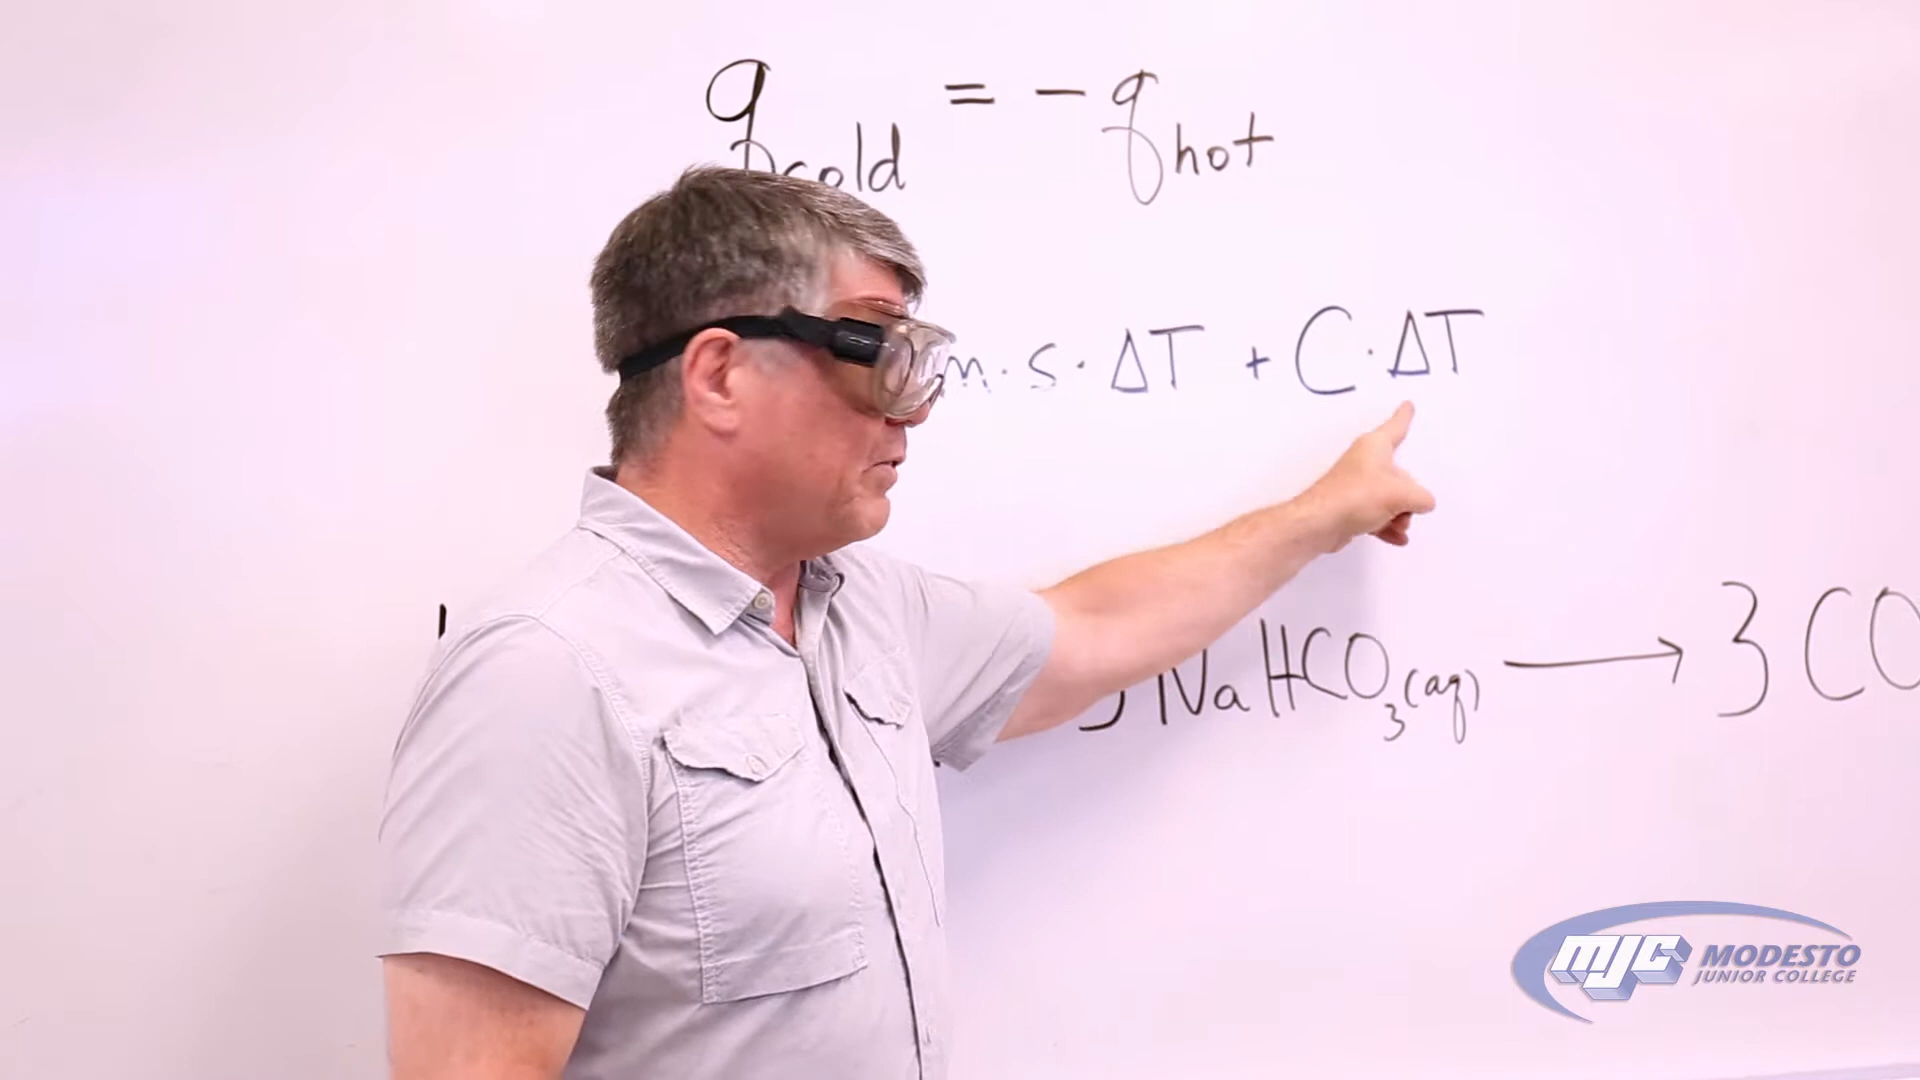 q cold = - q hot
m · s · ΔT + C · ΔT
NaHCO₃(aq) → 3 CO
MJC MODESTO
JUNIOR COLLEGE